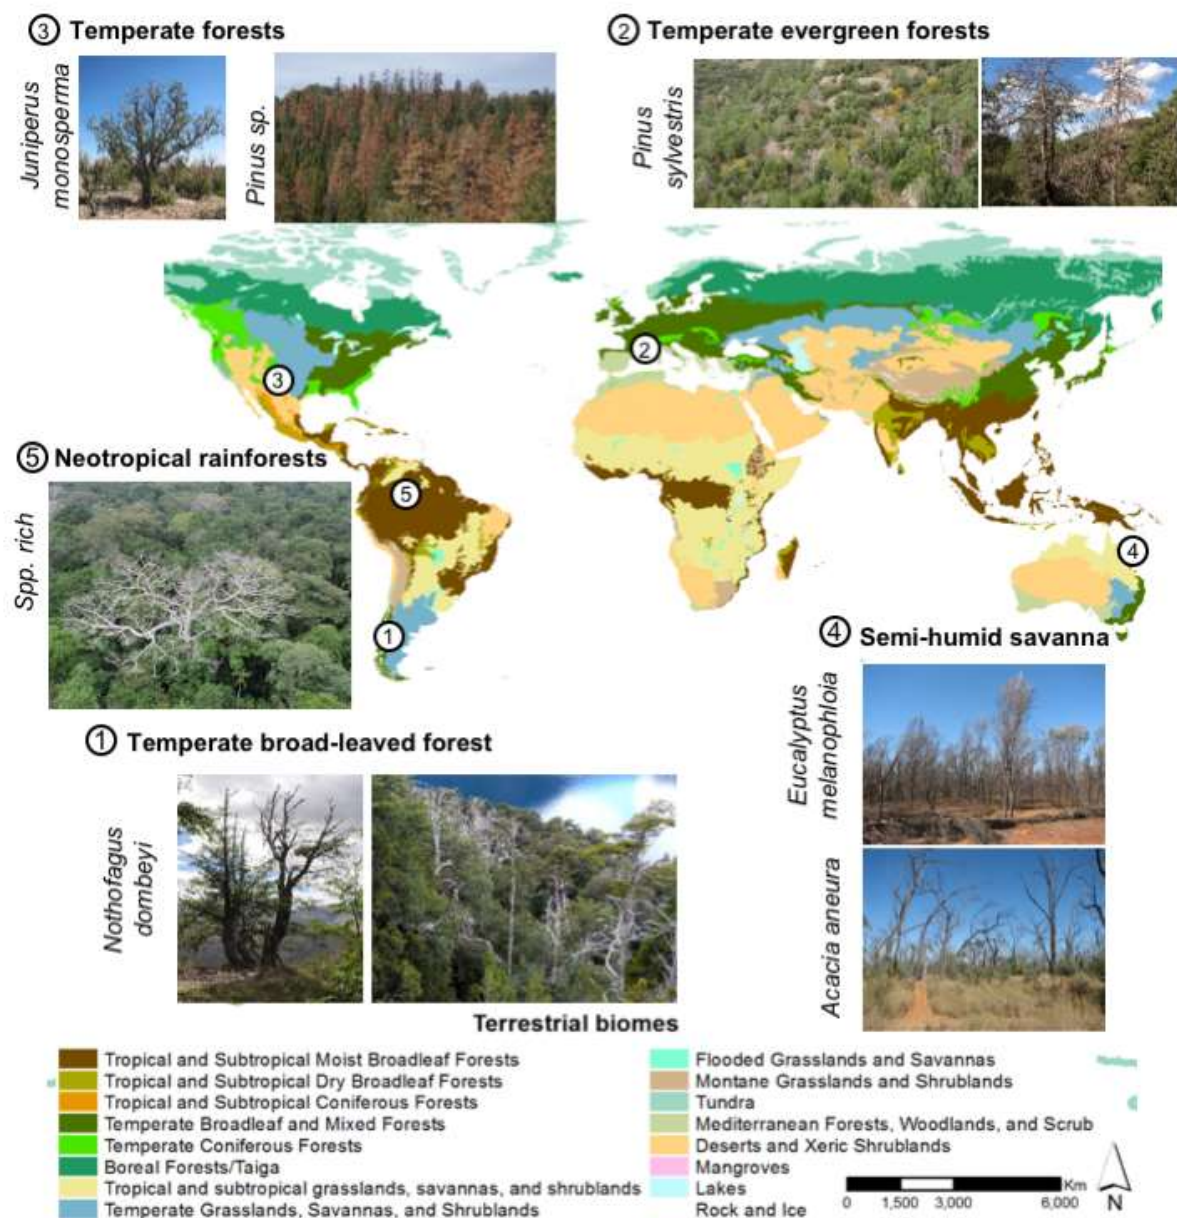 ③ Temperate forests
Juniperus
monosperma
Pinus sp.
② Temperate evergreen forests
Pinus
sylvestris
3
2
5
4
1
⑤ Neotropical rainforests
Spp. rich
④ Semi-humid savanna
Eucalyptus
melanophloia
Acacia aneura
① Temperate broad-leaved forest
Nothofagus
dombeyi
Terrestrial biomes
Tropical and Subtropical Moist Broadleaf Forests
Tropical and Subtropical Dry Broadleaf Forests
Tropical and Subtropical Coniferous Forests
Temperate Broadleaf and Mixed Forests
Temperate Coniferous Forests
Boreal Forests/Taiga
Tropical and subtropical grasslands, savannas, and shrublands
Temperate Grasslands, Savannas, and Shrublands
Flooded Grasslands and Savannas
Montane Grasslands and Shrublands
Tundra
Mediterranean Forests, Woodlands, and Scrub
Deserts and Xeric Shrublands
Mangroves
Lakes
Rock and Ice
Km
0 1,500 3,000 6,000
N